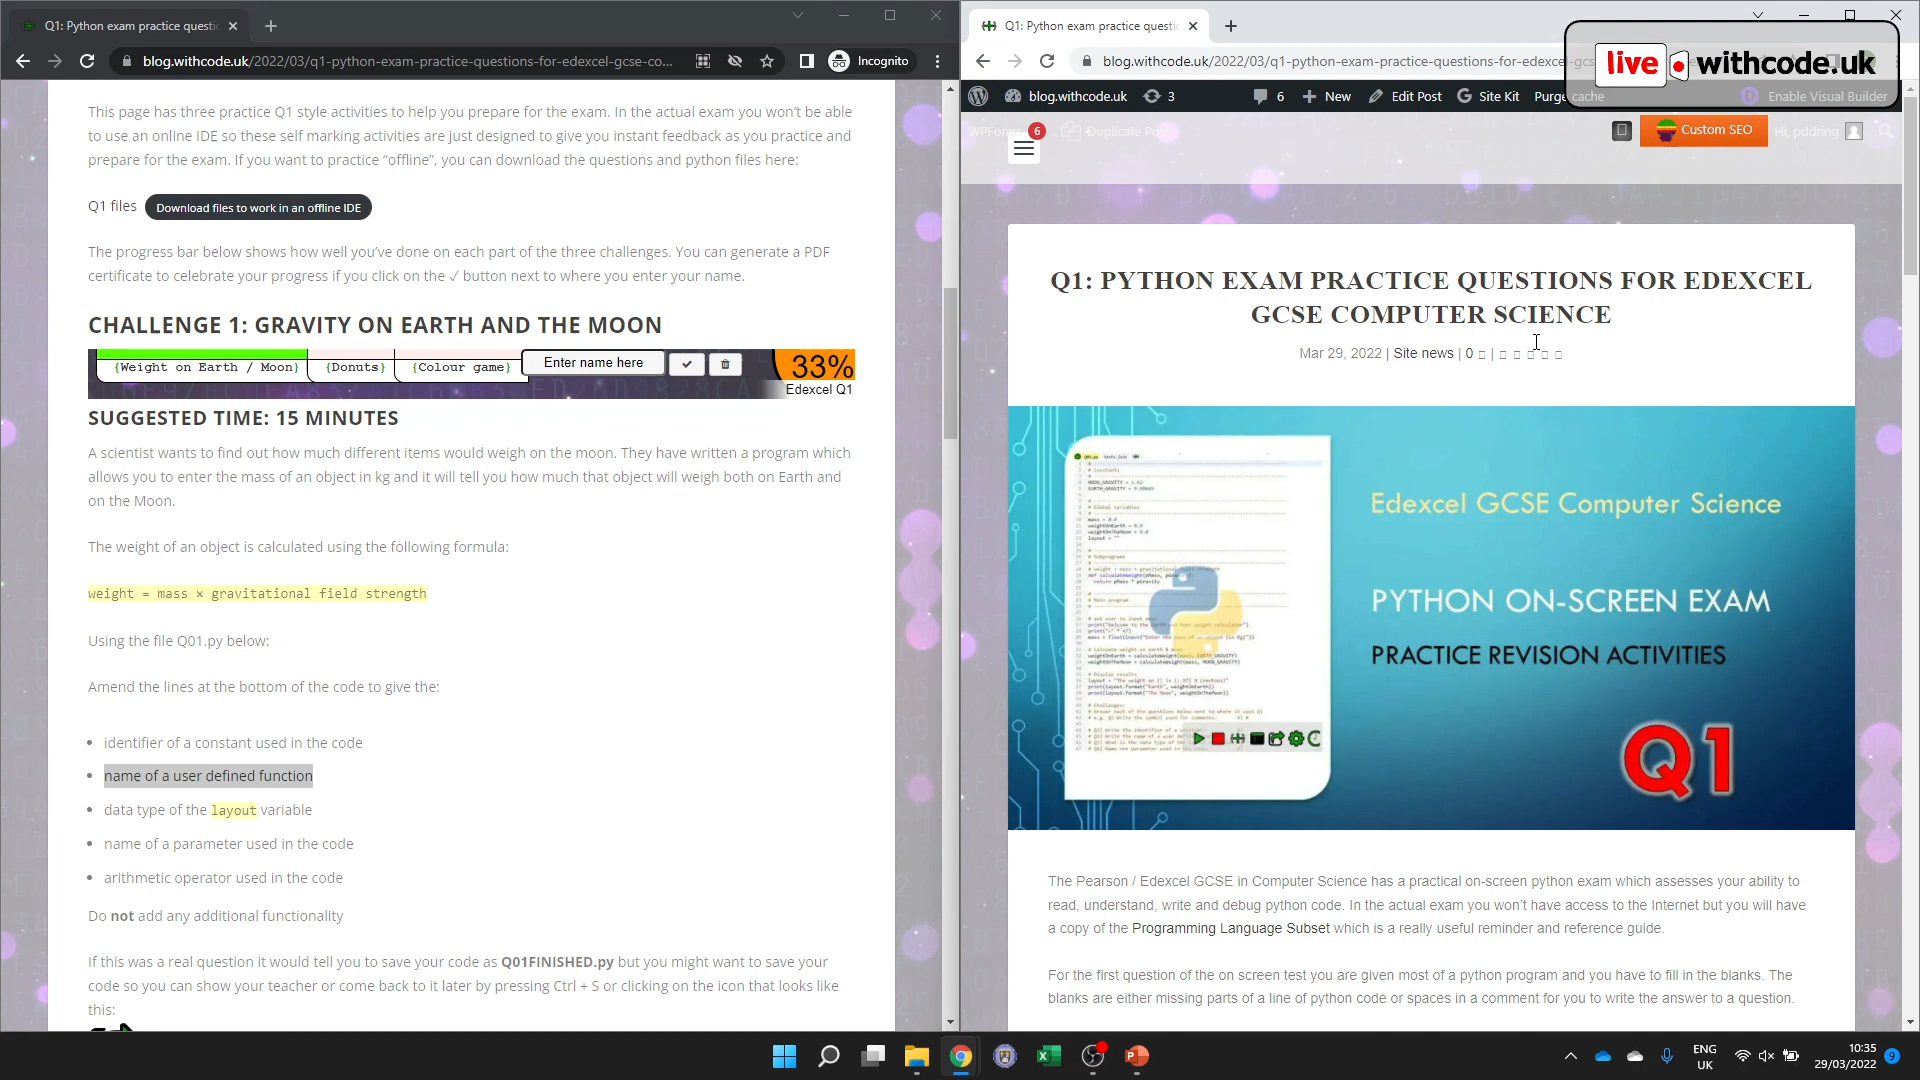 Q1: Python exam practice questi
blog.withcode.uk/2022/03/q1-python-exam-practice-questions-for-edexcel-gcse-co...
Incognito
This page has three practice Q1 style activities to help you prepare for the exam. In the actual exam you won't be able
to use an online IDE so these self marking activities are just designed to give you instant feedback as you practice and
prepare for the exam. If you want to practice “offline”, you can download the questions and python files here:
Q1 files Download files to work in an offline IDE
The progress bar below shows how well you've done on each part of the three challenges. You can generate a PDF
certificate to celebrate your progress if you click on the ✓ button next to where you enter your name.
CHALLENGE 1: GRAVITY ON EARTH AND THE MOON
{Weight on Earth / Moon} {Donuts} {Colour game} Enter name here 33%
Edexcel Q1
SUGGESTED TIME: 15 MINUTES
A scientist wants to find out how much different items would weigh on the moon. They have written a program which
allows you to enter the mass of an object in kg and it will tell you how much that object will weigh both on Earth and
on the Moon.
The weight of an object is calculated using the following formula:
weight = mass × gravitational field strength
Using the file Q01.py below:
Amend the lines at the bottom of the code to give the:
identifier of a constant used in the code
name of a user defined function
data type of the layout variable
name of a parameter used in the code
arithmetic operator used in the code
Do not add any additional functionality
If this was a real question it would tell you to save your code as Q01FINISHED.py but you might want to save your
code so you can show your teacher or come back to it later by pressing Ctrl + S or clicking on the icon that looks like
this:
Q1: Python exam practice questi
blog.withcode.uk/2022/03/q1-python-exam-practice-questions-for-edexcel-gcs
live withcode.uk
blog.withcode.uk 3 6 New Edit Post Site Kit Purge cache Enable Visual Builder
WPForms 6 Duplicate Po Custom SEO Hi, pddring
Q1: PYTHON EXAM PRACTICE QUESTIONS FOR EDEXCEL
GCSE COMPUTER SCIENCE
Mar 29, 2022 | Site news | 0 |
Edexcel GCSE Computer Science
PYTHON ON-SCREEN EXAM
PRACTICE REVISION ACTIVITIES
Q1
The Pearson / Edexcel GCSE in Computer Science has a practical on-screen python exam which assesses your ability to
read, understand, write and debug python code. In the actual exam you won't have access to the Internet but you will have
a copy of the Programming Language Subset which is a really useful reminder and reference guide.
For the first question of the on screen test you are given most of a python program and you have to fill in the blanks. The
blanks are either missing parts of a line of python code or spaces in a comment for you to write the answer to a question.
ENG
UK
10:35
29/03/2022
9